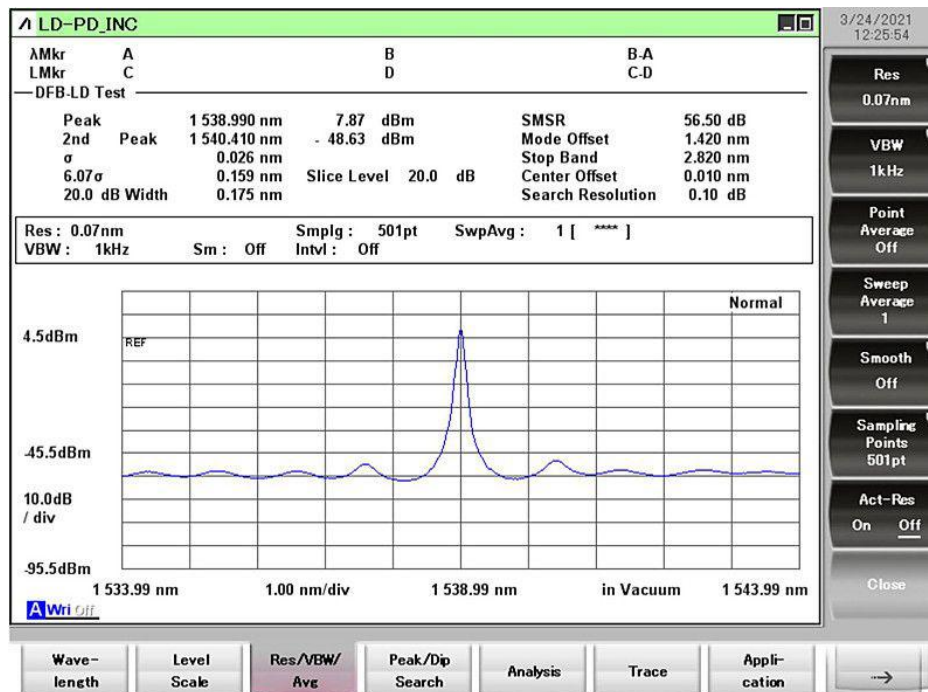 LD-PD_INC
3/24/2021
12:25:54
λMkr A B B-A
LMkr C D C-D
DFB-LD Test
Peak 1 538.990 nm 7.87 dBm SMSR 56.50 dB
2nd Peak 1 540.410 nm - 48.63 dBm Mode Offset 1.420 nm
σ 0.026 nm Stop Band 2.820 nm
6.07σ 0.159 nm Slice Level 20.0 dB Center Offset 0.010 nm
20.0 dB Width 0.175 nm Search Resolution 0.10 dB
Res : 0.07nm Smplg : 501pt SwpAvg : 1 [ **** ]
VBW : 1kHz Sm : Off Intvl : Off
Normal
4.5dBm
REF
-45.5dBm
10.0dB
/ div
-95.5dBm
1 533.99 nm 1.00 nm/div 1 538.99 nm in Vacuum 1 543.99 nm
A Wri Off
Res
0.07nm
VBW
1kHz
Point
Average
Off
Sweep
Average
1
Smooth
Off
Sampling
Points
501pt
Act-Res
On Off
Close
Wave-
length
Level
Scale
Res/VBW/
Avg
Peak/Dip
Search
Analysis
Trace
Appli-
cation
→